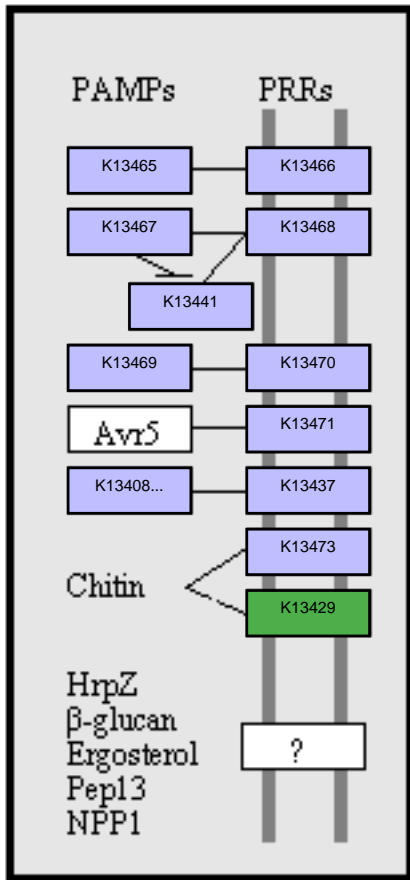 PAMPs PRRs
K13465 K13466
K13467 K13468
K13441
K13469 K13470
Avr5 K13471
K13408... K13437
K13473
Chitin
K13429
HrpZ
β-glucan
Ergosterol ?
Pep13
NPP1